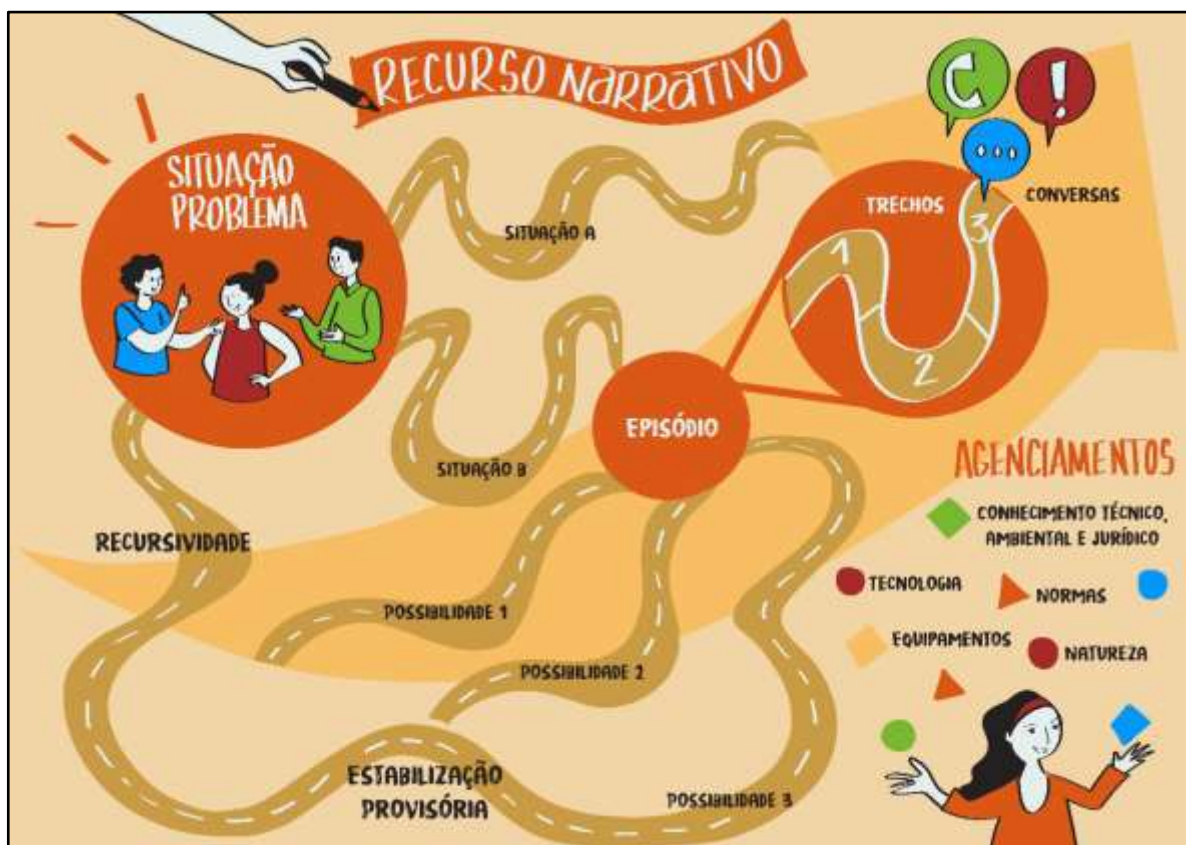 RECURSO NARRATIVO
SITUAÇÃO
PROBLEMA
SITUAÇÃO A
TRECHOS
CONVERSAS
1
2
3
SITUAÇÃO B
EPISÓDIO
RECURSIVIDADE
POSSIBILIDADE 1
POSSIBILIDADE 2
ESTABILIZAÇÃO
PROVISÓRIA
POSSIBILIDADE 3
AGENCIAMENTOS
CONHECIMENTO TÉCNICO,
AMBIENTAL E JURÍDICO
TECNOLOGIA
NORMAS
EQUIPAMENTOS
NATUREZA